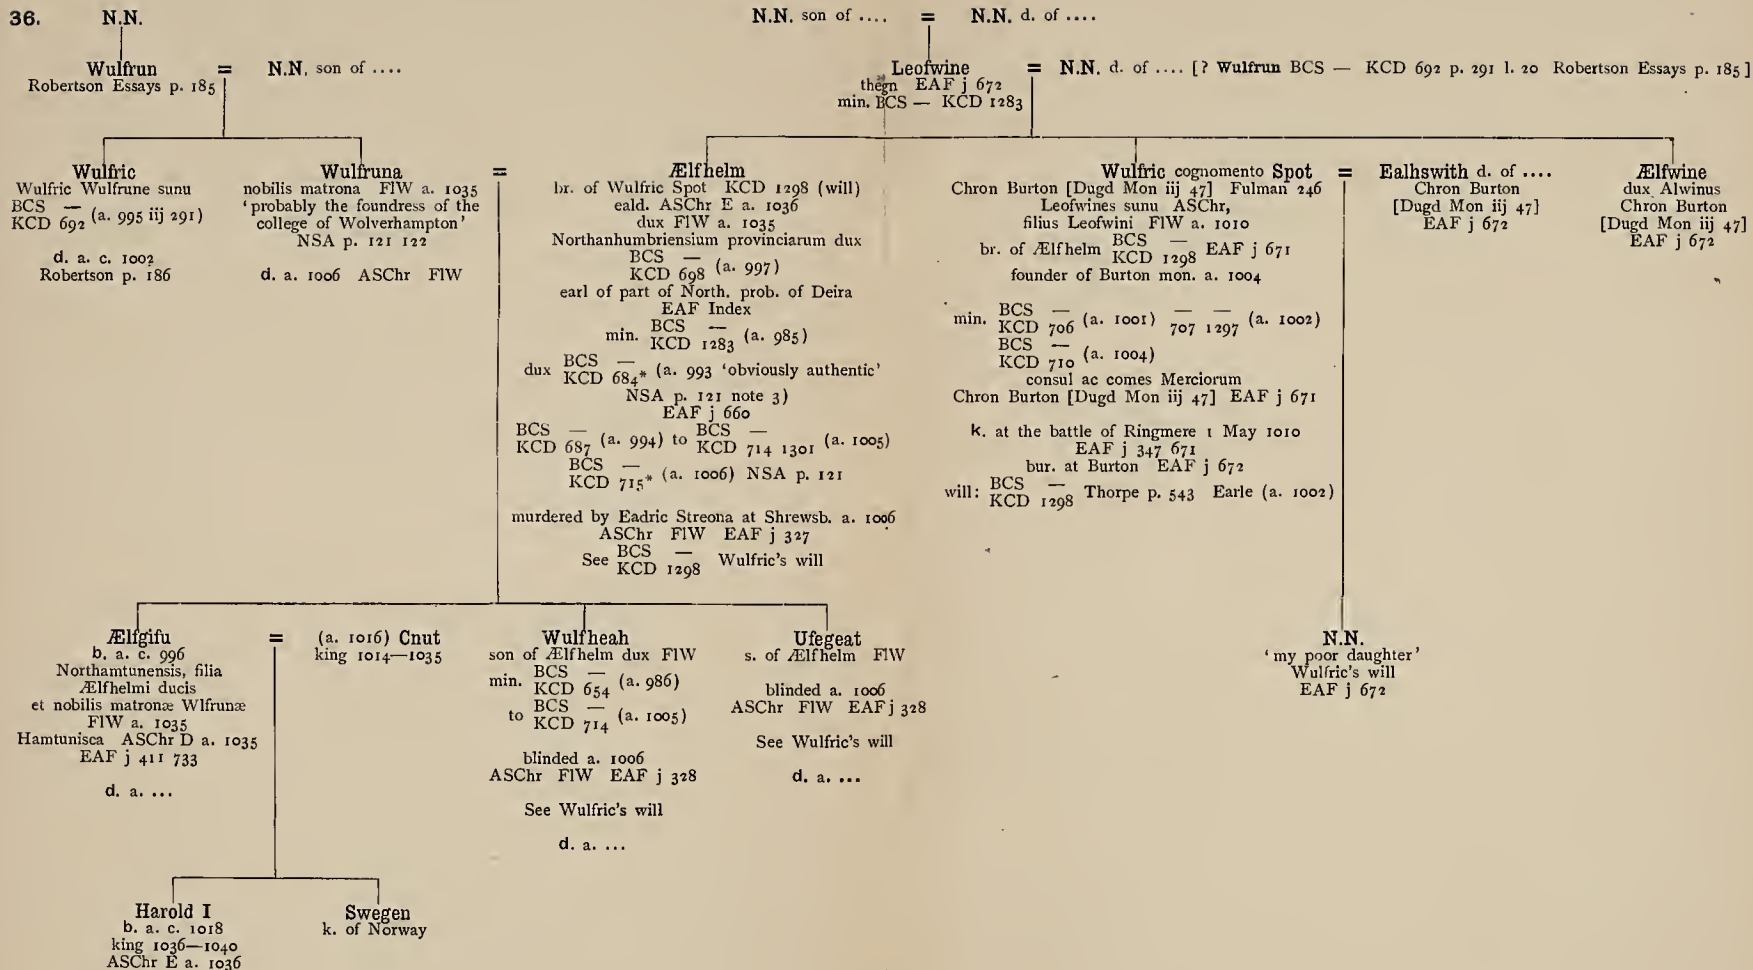 36.
N.N.
N.N. son of .... = N.N. d. of ....
Wulfrun = N.N. son of ....
Robertson Essays p. 185
Leofwine = N.N. d. of .... [? Wulfrun BCS — KCD 692 p. 291 l. 20 Robertson Essays p. 185]
thegn EAF j 672
min. BCS — KCD 1283
Wulfric
Wulfric Wulfrune sunu
BCS —
KCD 692 (a. 995 iij 291)
d. a. c. 1002
Robertson p. 186
Wulfruna =
nobilis matrona FlW a. 1035
'probably the foundress of the
college of Wolverhampton'
NSA p. 121 122
d. a. 1006 ASChr FlW
Ælfhelm
br. of Wulfric Spot KCD 1298 (will)
eald. ASChr E a. 1036
dux FlW a. 1035
Northanhumbriensium provinciarum dux
BCS —
KCD 698 (a. 997)
earl of part of North. prob. of Deira
EAF Index
min. BCS —
KCD 1283 (a. 985)
dux BCS —
KCD 684* (a. 993 'obviously authentic'
NSA p. 121 note 3)
EAF j 660
BCS — BCS —
KCD 687 (a. 994) to KCD 714 1301 (a. 1005)
BCS —
KCD 715* (a. 1006) NSA p. 121
murdered by Eadric Streona at Shrewsb. a. 1006
ASChr FlW EAF j 327
See BCS — Wulfric's will
KCD 1298
Wulfric cognomento Spot =
Chron Burton [Dugd Mon iij 47] Fulman 246
Leofwines sunu ASChr,
filius Leofwini FlW a. 1010
br. of Ælfhelm BCS — EAF j 671
KCD 1298
founder of Burton mon. a. 1004
min. BCS — — —
KCD 706 (a. 1001) 707 1297 (a. 1002)
BCS —
KCD 710 (a. 1004)
consul ac comes Merciorum
Chron Burton [Dugd Mon iij 47] EAF j 671
k. at the battle of Ringmere 1 May 1010
EAF j 347 671
bur. at Burton EAF j 672
will: BCS — Thorpe p. 543 Earle (a. 1002)
KCD 1298
Ealhswith d. of ....
Chron Burton
[Dugd Mon iij 47]
EAF j 672
Ælfwine
dux Alwinus
Chron Burton
[Dugd Mon iij 47]
EAF j 672
Ælfgifu =
b. a. c. 996
Northamtunensis, filia
Ælfhelmi ducis
et nobilis matronæ Wlfrunæ
FlW a. 1035
Hamtunisca ASChr D a. 1035
EAF j 411 733
d. a. ...
(a. 1016) Cnut
king 1014—1035
Wulfheah
son of Ælfhelm dux FlW
min. BCS —
KCD 654 (a. 986)
to BCS —
KCD 714 (a. 1005)
blinded a. 1006
ASChr FlW EAF j 328
See Wulfric's will
d. a. ...
Ufegeat
s. of Ælfhelm FlW
blinded a. 1006
ASChr FlW EAF j 328
See Wulfric's will
d. a. ...
N.N.
'my poor daughter'
Wulfric's will
EAF j 672
Harold I
b. a. c. 1018
king 1036—1040
ASChr E a. 1036
Swegen
k. of Norway